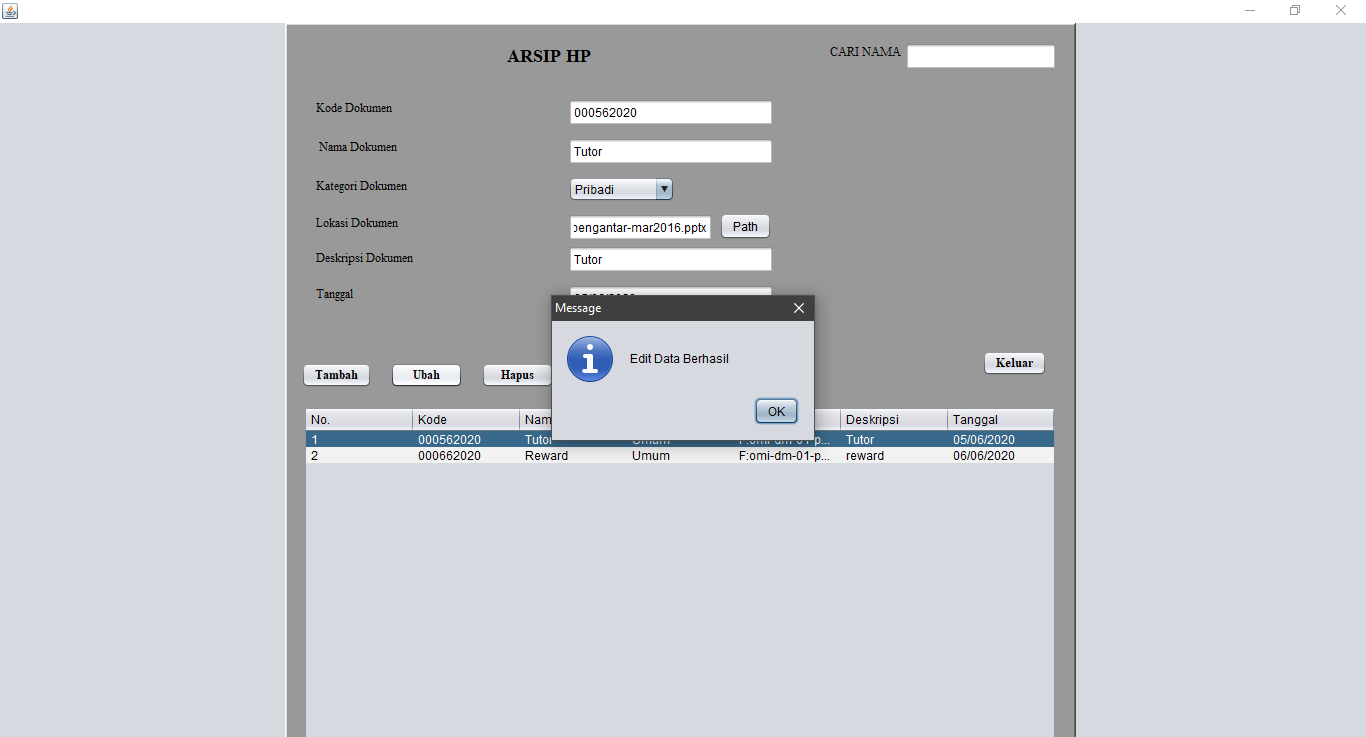 ARSIP HP
CARI NAMA
Kode Dokumen
000562020
Nama Dokumen
Tutor
Kategori Dokumen
Pribadi
Lokasi Dokumen
pengantar-mar2016.pptx
Path
Deskripsi Dokumen
Tutor
Tanggal
Message
Edit Data Berhasil
OK
Tambah
Ubah
Hapus
Keluar
No. Kode Nam Deskripsi Tanggal
1 000562020 Tutor Umum F:omi-dm-01-p... Tutor 05/06/2020
2 000662020 Reward Umum F:omi-dm-01-p... reward 06/06/2020